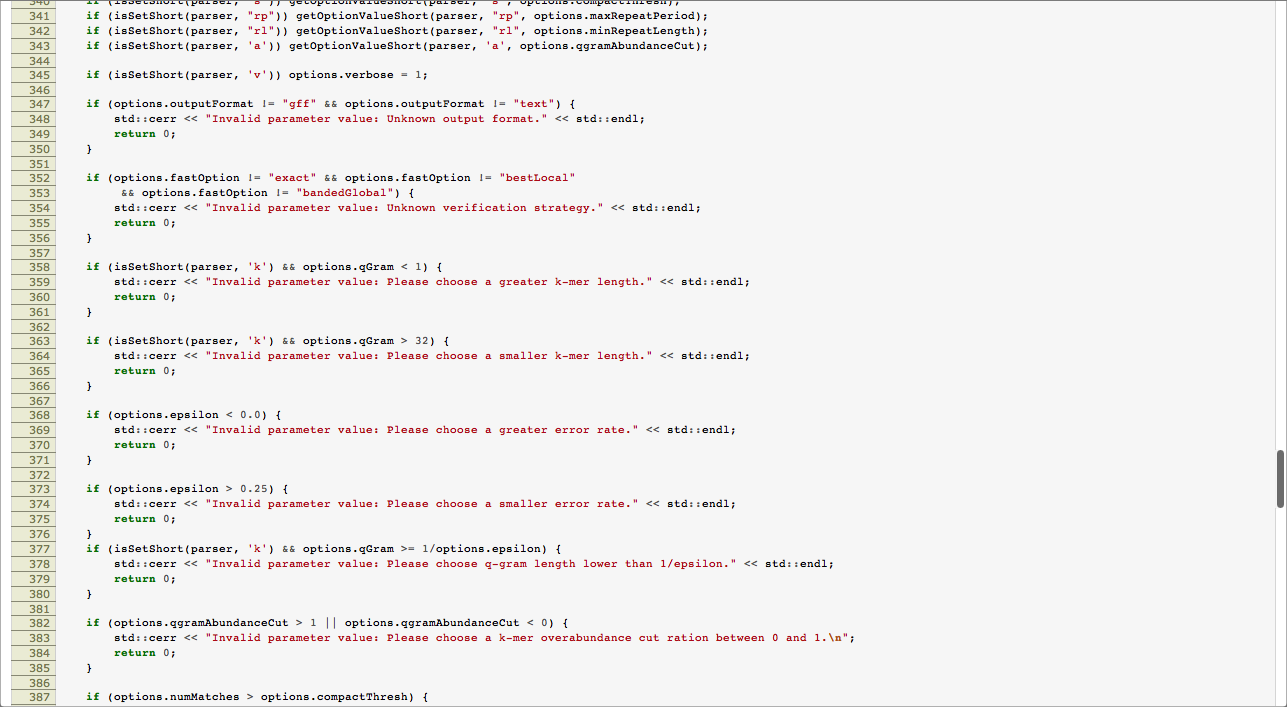 340 if (isSetShort(parser, 's')) getOptionValueShort(parser, 's', options.compactThresh);
341 if (isSetShort(parser, "rp")) getOptionValueShort(parser, "rp", options.maxRepeatPeriod);
342 if (isSetShort(parser, "rl")) getOptionValueShort(parser, "rl", options.minRepeatLength);
343 if (isSetShort(parser, 'a')) getOptionValueShort(parser, 'a', options.qgramAbundanceCut);
344
345 if (isSetShort(parser, 'v')) options.verbose = 1;
346
347 if (options.outputFormat != "gff" && options.outputFormat != "text") {
348 std::cerr << "Invalid parameter value: Unknown output format." << std::endl;
349 return 0;
350 }
351
352 if (options.fastOption != "exact" && options.fastOption != "bestLocal"
353 && options.fastOption != "bandedGlobal") {
354 std::cerr << "Invalid parameter value: Unknown verification strategy." << std::endl;
355 return 0;
356 }
357
358 if (isSetShort(parser, 'k') && options.qGram < 1) {
359 std::cerr << "Invalid parameter value: Please choose a greater k-mer length." << std::endl;
360 return 0;
361 }
362
363 if (isSetShort(parser, 'k') && options.qGram > 32) {
364 std::cerr << "Invalid parameter value: Please choose a smaller k-mer length." << std::endl;
365 return 0;
366 }
367
368 if (options.epsilon < 0.0) {
369 std::cerr << "Invalid parameter value: Please choose a greater error rate." << std::endl;
370 return 0;
371 }
372
373 if (options.epsilon > 0.25) {
374 std::cerr << "Invalid parameter value: Please choose a smaller error rate." << std::endl;
375 return 0;
376 }
377 if (isSetShort(parser, 'k') && options.qGram >= 1/options.epsilon) {
378 std::cerr << "Invalid parameter value: Please choose q-gram length lower than 1/epsilon." << std::endl;
379 return 0;
380 }
381
382 if (options.qgramAbundanceCut > 1 || options.qgramAbundanceCut < 0) {
383 std::cerr << "Invalid parameter value: Please choose a k-mer overabundance cut ration between 0 and 1.\n";
384 return 0;
385 }
386
387 if (options.numMatches > options.compactThresh) {